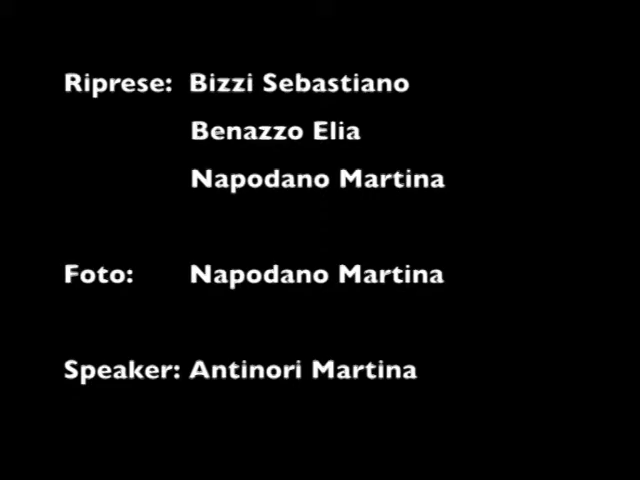 Riprese: Bizzi Sebastiano
Benazzo Elia
Napodano Martina
Foto: Napodano Martina
Speaker: Antinori Martina